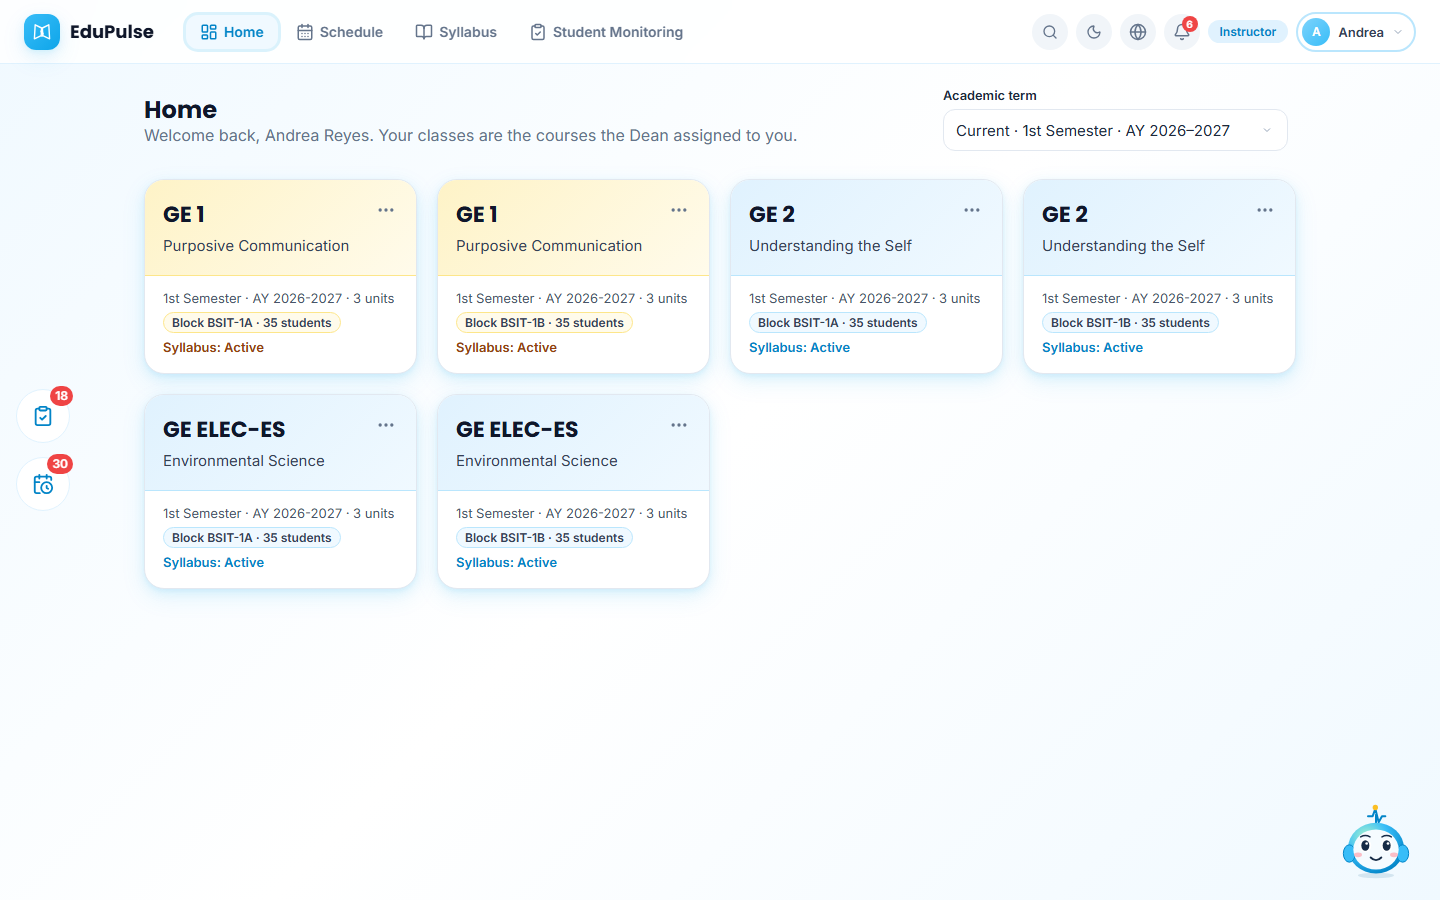 EduPulse
Home
Schedule
Syllabus
Student Monitoring
6
Instructor
A
Andrea
Home
Welcome back, Andrea Reyes. Your classes are the courses the Dean assigned to you.
Academic term
Current · 1st Semester · AY 2026–2027
GE 1
Purposive Communication
1st Semester · AY 2026-2027 · 3 units
Block BSIT-1A · 35 students
Syllabus: Active
GE 1
Purposive Communication
1st Semester · AY 2026-2027 · 3 units
Block BSIT-1B · 35 students
Syllabus: Active
GE 2
Understanding the Self
1st Semester · AY 2026-2027 · 3 units
Block BSIT-1A · 35 students
Syllabus: Active
GE 2
Understanding the Self
1st Semester · AY 2026-2027 · 3 units
Block BSIT-1B · 35 students
Syllabus: Active
18
30
GE ELEC-ES
Environmental Science
1st Semester · AY 2026-2027 · 3 units
Block BSIT-1A · 35 students
Syllabus: Active
GE ELEC-ES
Environmental Science
1st Semester · AY 2026-2027 · 3 units
Block BSIT-1B · 35 students
Syllabus: Active